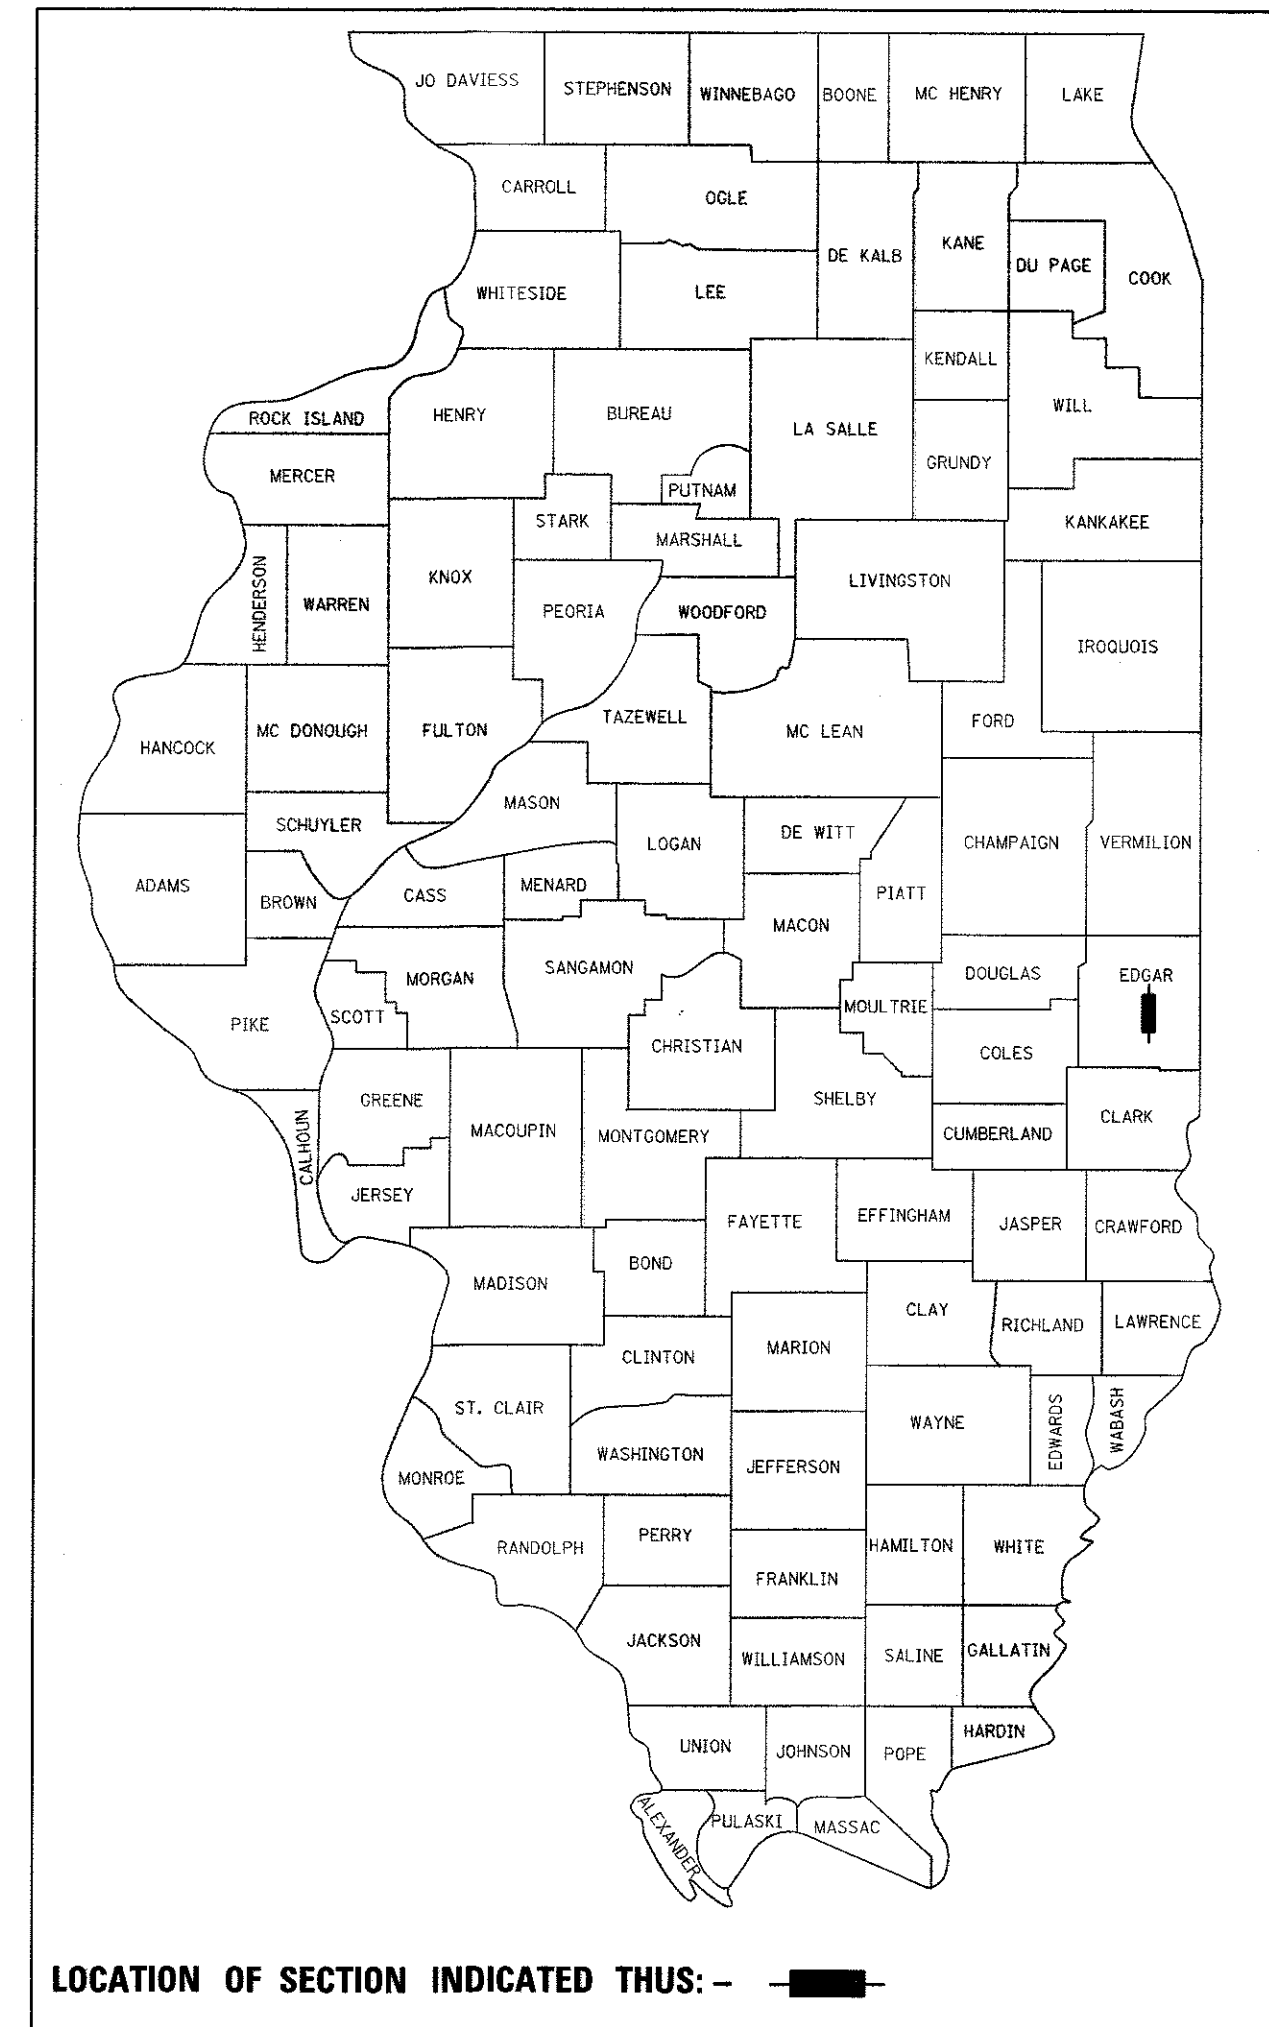 JO DAVIESS
STEPHENSON
WINNEBAGO
BOONE
MC HENRY
LAKE
CARROLL
OGLE
DE KALB
KANE
DU PAGE
COOK
WHITESIDE
LEE
KENDALL
ROCK ISLAND
HENRY
BUREAU
LA SALLE
WILL
GRUNDY
MERCER
PUTNAM
STARK
MARSHALL
KANKAKEE
HENDERSON
WARREN
KNOX
PEORIA
WOODFORD
LIVINGSTON
IROQUOIS
HANCOCK
MC DONOUGH
FULTON
TAZEWELL
MC LEAN
FORD
MASON
SCHUYLER
LOGAN
DE WITT
CHAMPAIGN
VERMILION
ADAMS
BROWN
CASS
MENARD
PIATT
MACON
MORGAN
SANGAMON
DOUGLAS
EDGAR
PIKE
SCOTT
MOULTRIE
CHRISTIAN
COLES
GREENE
SHELBY
CALHOUN
MACOUPIN
MONTGOMERY
CUMBERLAND
CLARK
JERSEY
FAYETTE
EFFINGHAM
JASPER
CRAWFORD
BOND
MADISON
CLAY
RICHLAND
LAWRENCE
CLINTON
MARION
ST. CLAIR
WAYNE
EDWARDS
WABASH
WASHINGTON
JEFFERSON
MONROE
RANDOLPH
PERRY
HAMILTON
WHITE
FRANKLIN
JACKSON
WILLIAMSON
SALINE
GALLATIN
UNION
JOHNSON
POPE
HARDIN
ALEXANDER
PULASKI
MASSAC
LOCATION OF SECTION INDICATED THUS: -